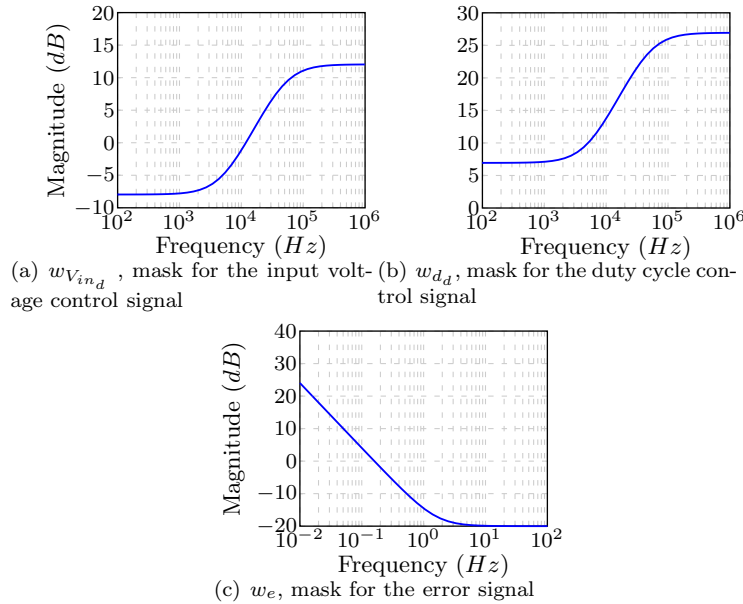 20
15
10
5
0
−5
−10
10^2 10^3 10^4 10^5 10^6
Magnitude (dB)
Frequency (Hz)
30
25
20
15
10
5
0
10^2 10^3 10^4 10^5 10^6
Frequency (Hz)
(a) w_{V_{in_d}} , mask for the input volt-
age control signal
(b) w_{d_d}, mask for the duty cycle con-
trol signal
40
30
20
10
0
−10
−20
10^{−2} 10^{−1} 10^0 10^1 10^2
Magnitude (dB)
Frequency (Hz)
(c) w_e, mask for the error signal